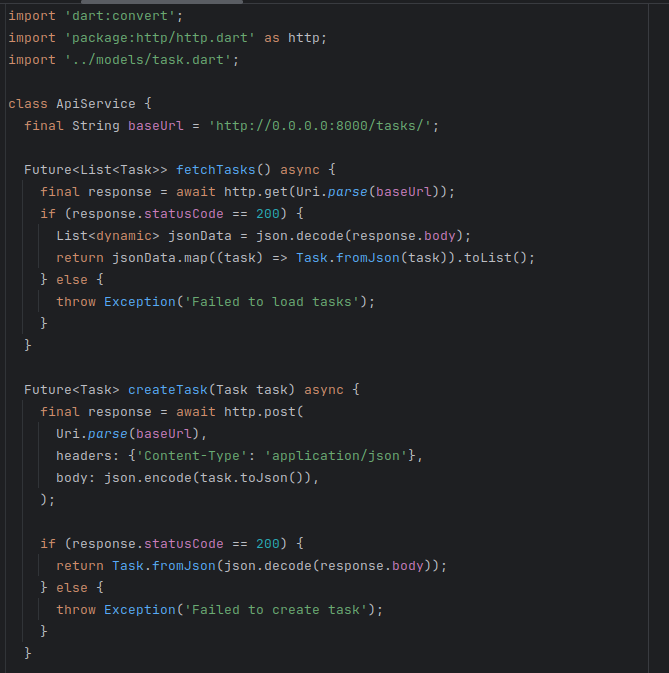 import 'dart:convert';
import 'package:http/http.dart' as http;
import '../models/task.dart';
class ApiService {
final String baseUrl = 'http://0.0.0.0:8000/tasks/';
Future<List<Task>> fetchTasks() async {
final response = await http.get(Uri.parse(baseUrl));
if (response.statusCode == 200) {
List<dynamic> jsonData = json.decode(response.body);
return jsonData.map((task) => Task.fromJson(task)).toList();
} else {
throw Exception('Failed to load tasks');
}
}
Future<Task> createTask(Task task) async {
final response = await http.post(
Uri.parse(baseUrl),
headers: {'Content-Type': 'application/json'},
body: json.encode(task.toJson()),
);
if (response.statusCode == 200) {
return Task.fromJson(json.decode(response.body));
} else {
throw Exception('Failed to create task');
}
}